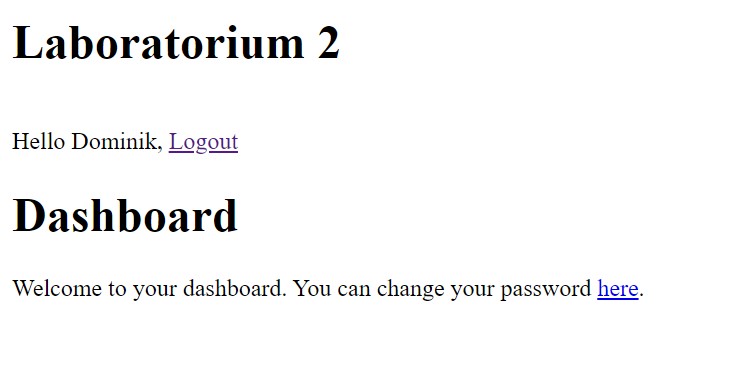 Laboratorium 2
Hello Dominik, Logout
Dashboard
Welcome to your dashboard. You can change your password here.